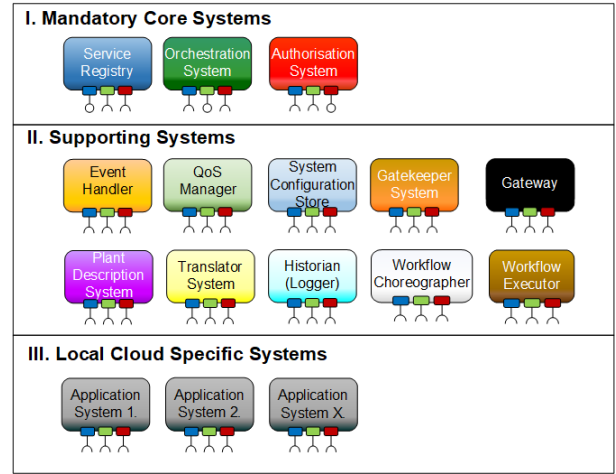 I. Mandatory Core Systems
Service
Registry
Orchestration
System
Authorisation
System
II. Supporting Systems
Event
Handler
QoS
Manager
System
Configuration
Store
Gatekeeper
System
Gateway
Plant
Description
System
Translator
System
Historian
(Logger)
Workflow
Choreographer
Workflow
Executor
III. Local Cloud Specific Systems
Application
System 1.
Application
System 2.
Application
System X.